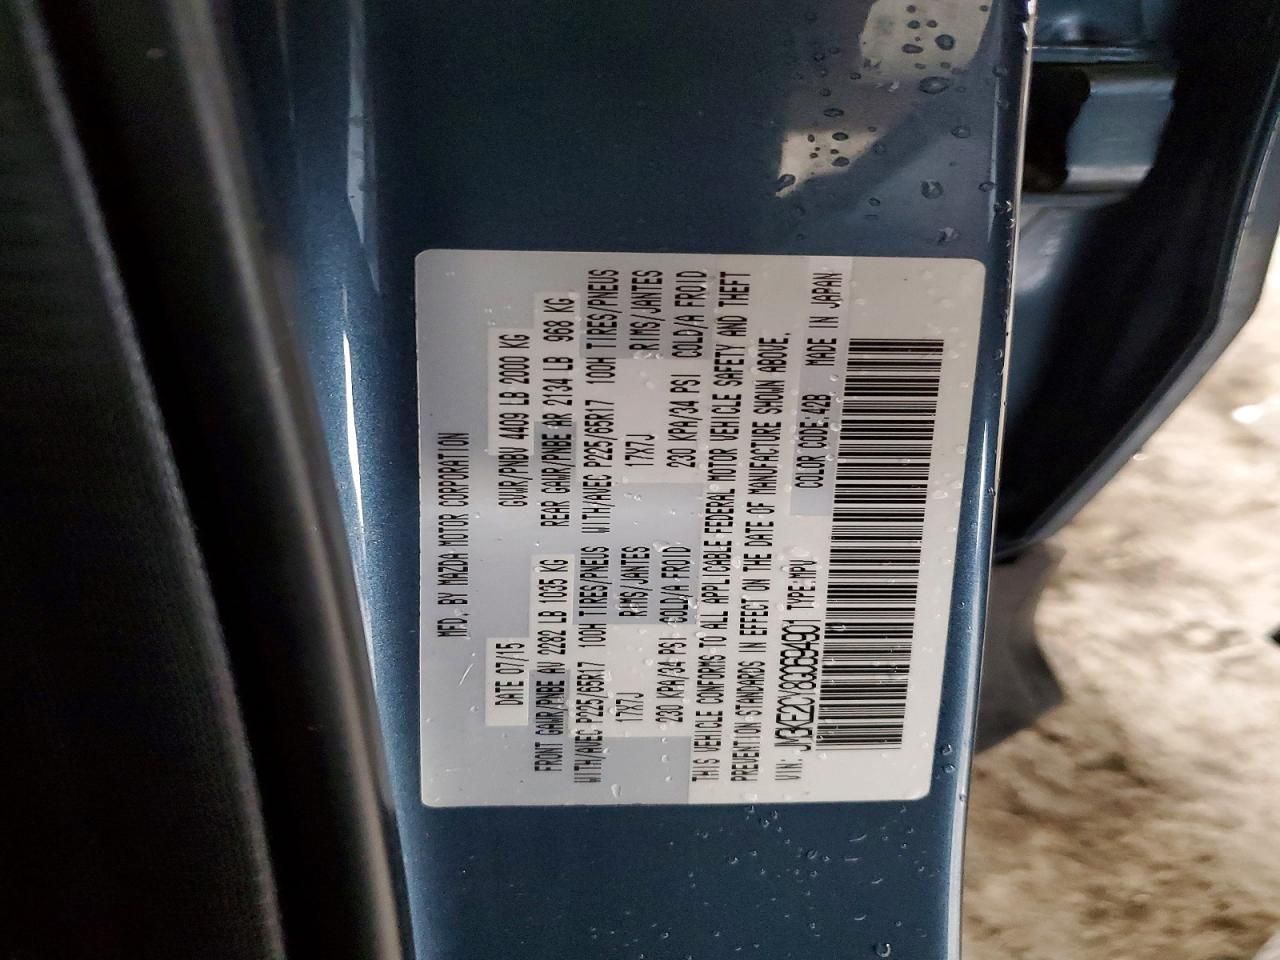 MFD. BY MAZDA MOTOR CORPORATION
DATE 07/15 GVWR/PNBV 4409 LB 2000 KG
FRONT GAWR/PNBE AV 2282 LB 1035 KG REAR GAWR/PNBE AR 2134 LB 968 KG
WITH/AVEC P225/65R17 100H TIRES/PNEUS WITH/AVEC P225/65R17 100H TIRES/PNEUS
17X7J RIMS/JANTES 17X7J RIMS/JANTES
230 KPA/34 PSI COLD/A FROID 230 KPA/34 PSI COLD/A FROID
THIS VEHICLE CONFORMS TO ALL APPLICABLE FEDERAL MOTOR VEHICLE SAFETY AND THEFT
PREVENTION STANDARDS IN EFFECT ON THE DATE OF MANUFACTURE SHOWN ABOVE.
VIN: JM3KE2CY8G0694901 TYPE:MPV COLOR CODE:42B MADE IN JAPAN